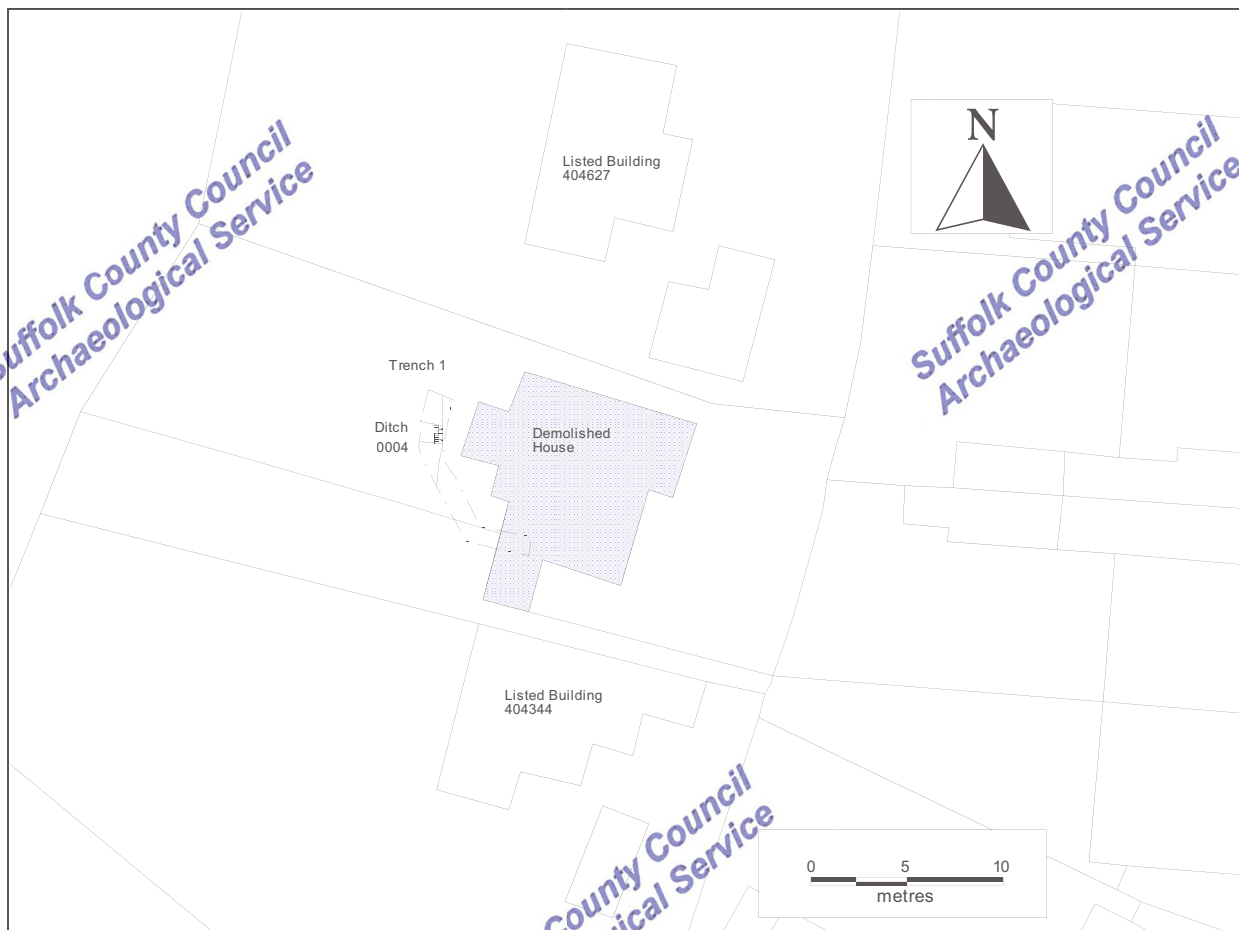 N
Listed Building
404627
Suffolk County Council
Archaeological Service
Suffolk County Council
Archaeological Service
Trench 1
Ditch
0004
Demolished
House
Listed Building
404344
County Council
Service
0 5 10
metres